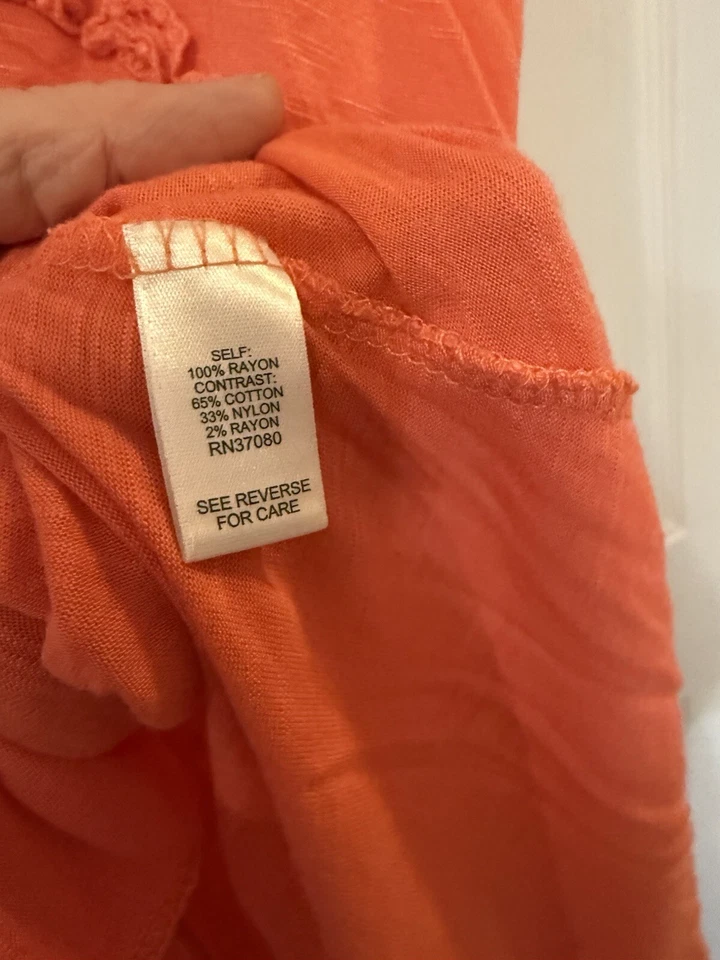 SELF:
100% RAYON
CONTRAST:
65% COTTON
33% NYLON
2% RAYON
RN37080
SEE REVERSE
FOR CARE